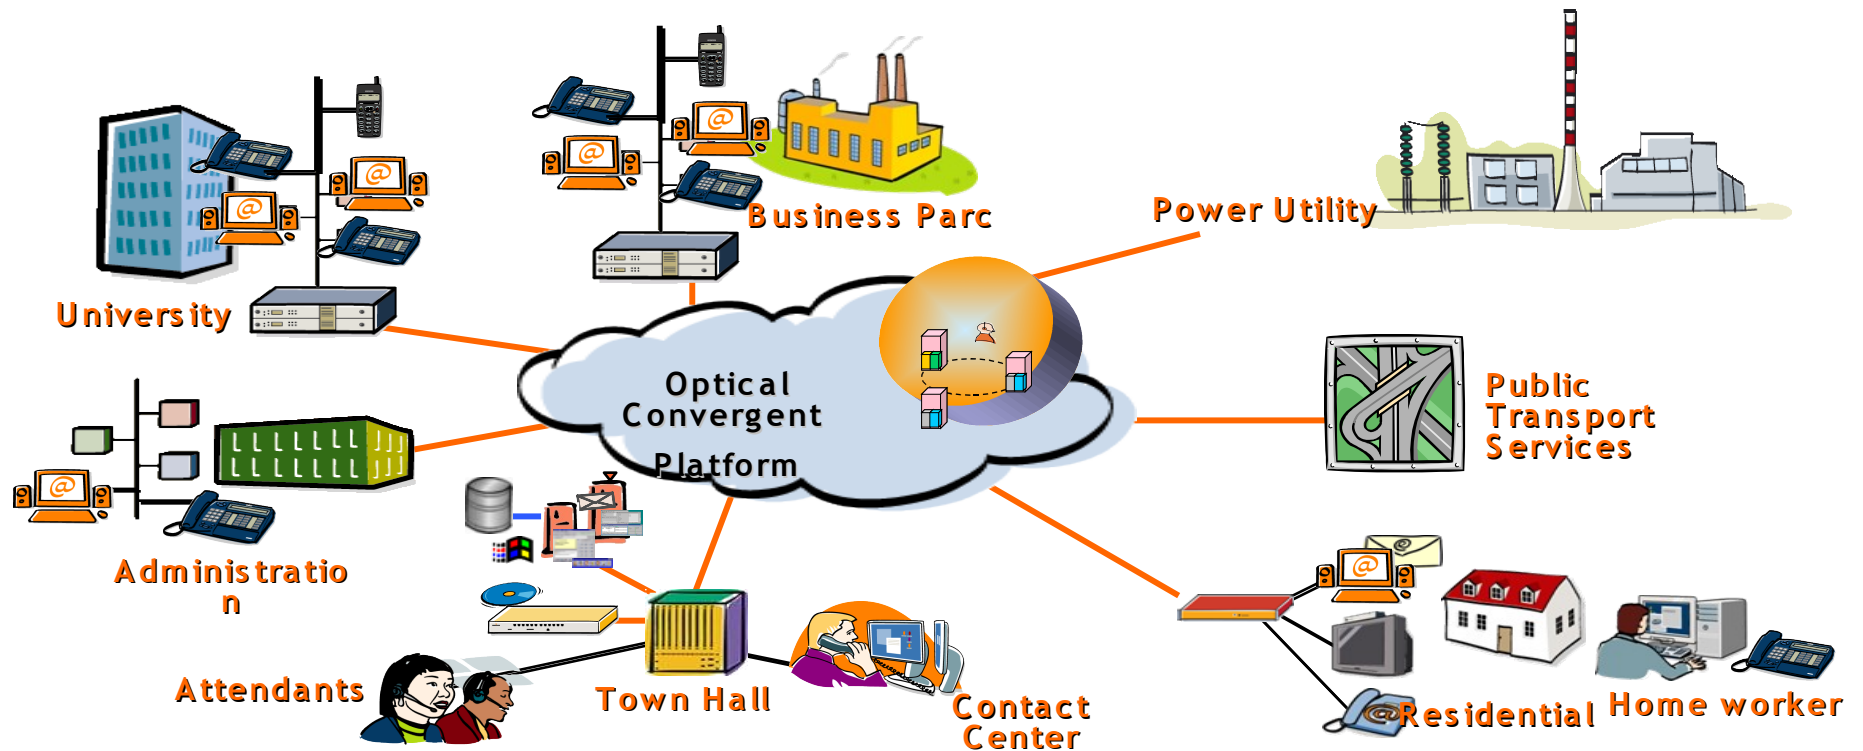 Business Parc
Power Utility
University
Optical
Convergent
Platform
Public
Transport
Services
Administratio
n
Attendants
Town Hall
Contact
Center
Residential
Home worker
@
@
@
@
@
@
@
@